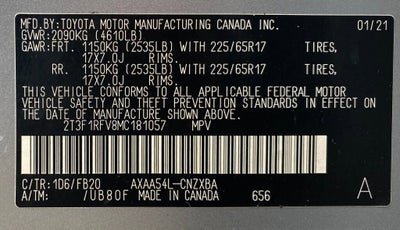 MFD.BY:TOYOTA MOTOR MANUFACTURING CANADA INC. 01/21
GVWR:2090KG (4610LB)
GAWR:FRT. 1150KG (2535LB) WITH 225/65R17 TIRES,
17X7.0J RIMS.
RR. 1150KG (2535LB) WITH 225/65R17 TIRES,
17X7.0J RIMS.
THIS VEHICLE CONFORMS TO ALL APPLICABLE FEDERAL MOTOR
VEHICLE SAFETY, BUMPER, AND THEFT PREVENTION STANDARDS IN
EFFECT ON THE DATE OF MANUFACTURE SHOWN ABOVE.
2T3F1RFV8MC181057 MPV
C/TR:1D6/FB20 AXAA54L-CNZXBA A
A/TM: /UB80F MADE IN CANADA 656